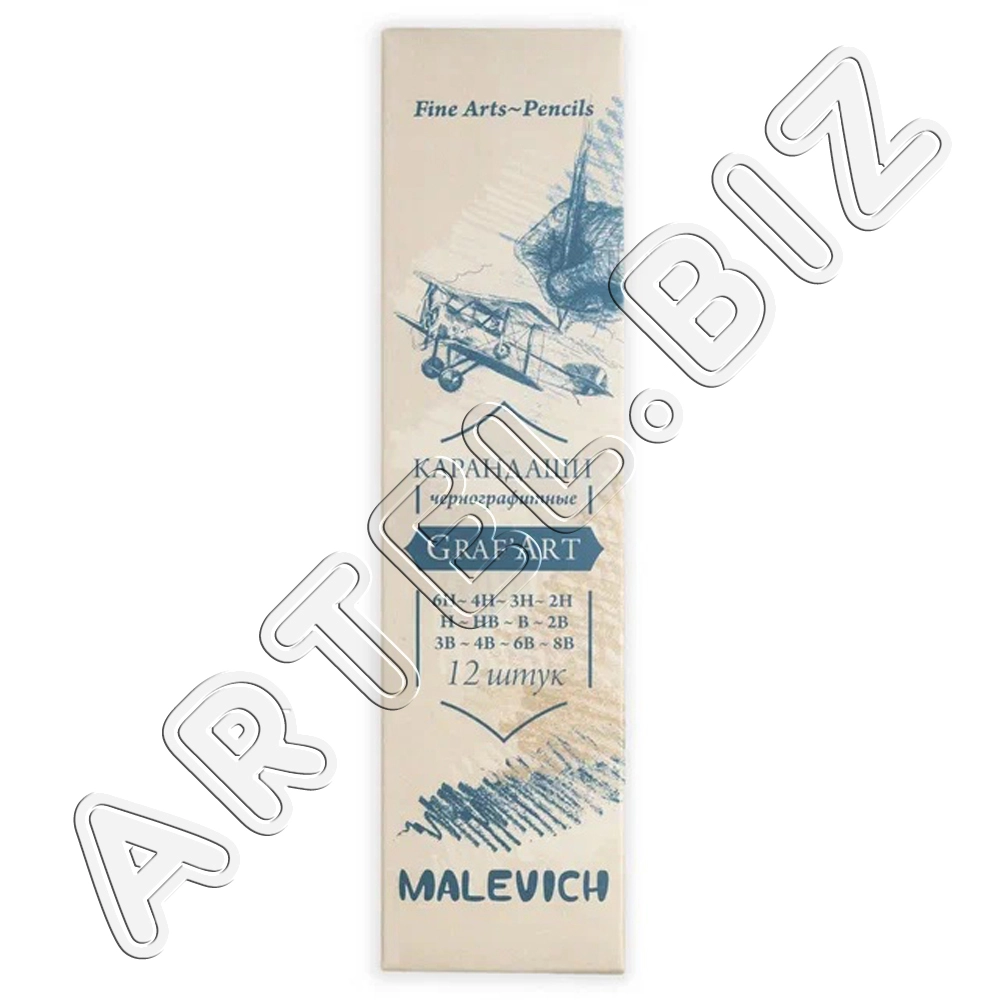 Fine Arts~Pencils
КАРАНДАШИ
чернографитные
GRAF'ART
6H~ 4H~ 3H~ 2H
H ~ HB ~ B ~ 2B
3B ~ 4B ~ 6B ~ 8B
12 штук
MALEVICH
ARTBL.BIZ